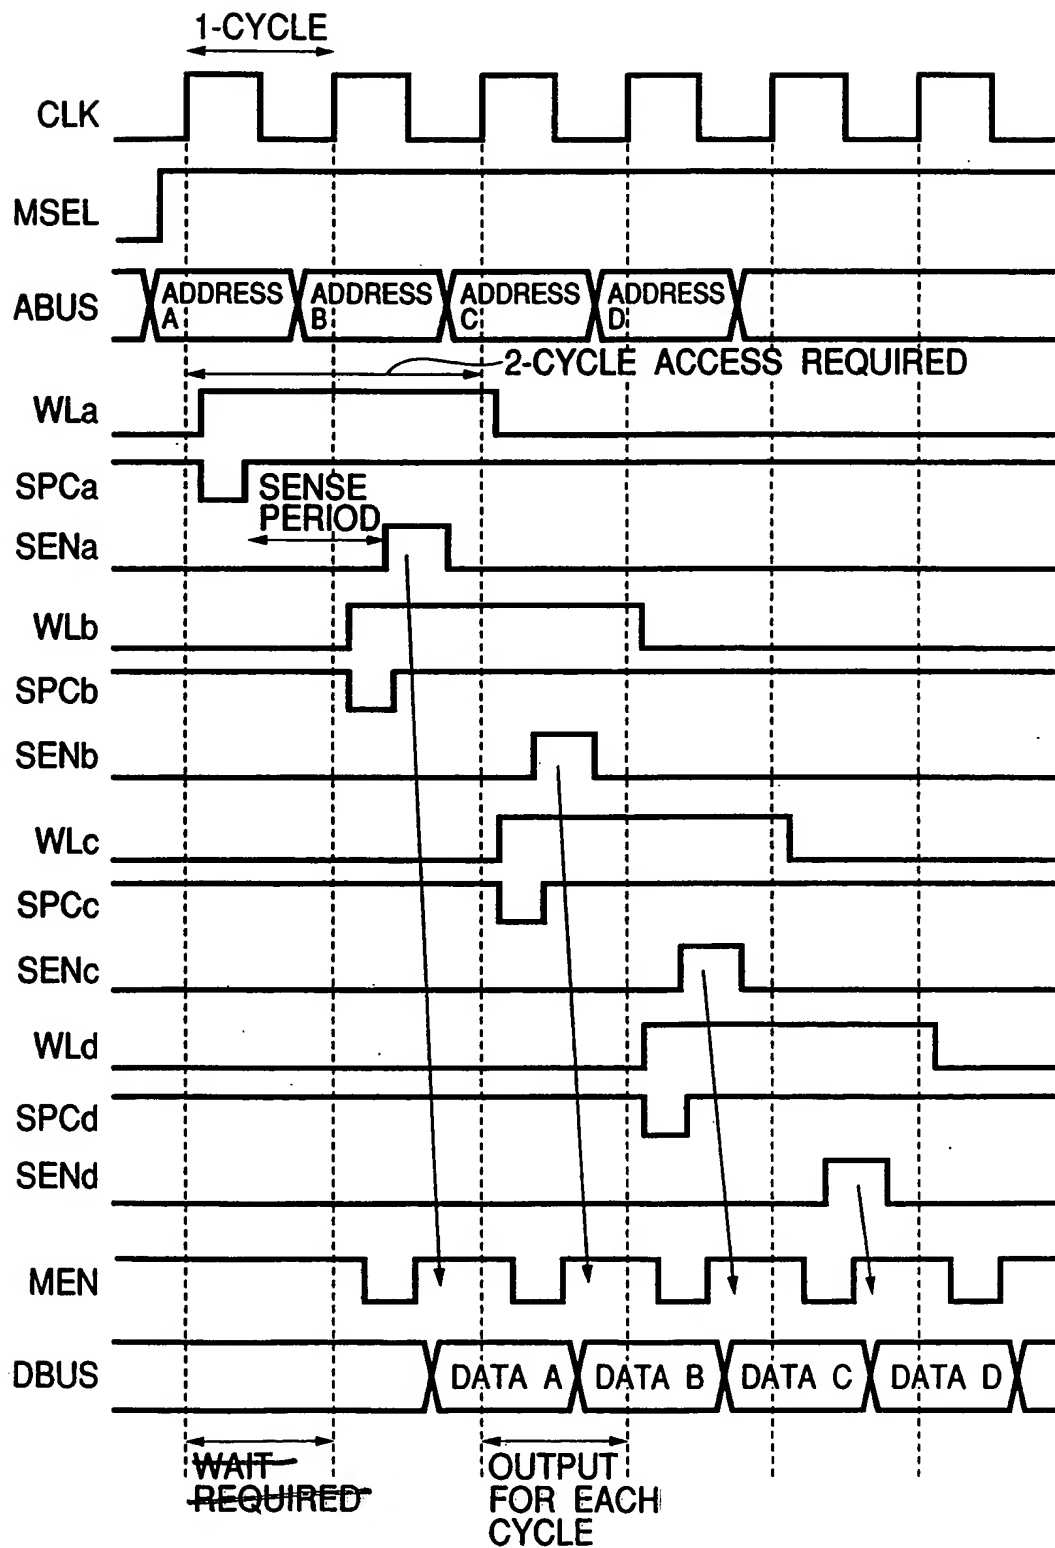 1-CYCLE
CLK
MSEL
ABUS
ADDRESS A
ADDRESS B
ADDRESS C
ADDRESS D
2-CYCLE ACCESS REQUIRED
WLa
SPCa
SENSE
PERIOD
SENa
WLb
SPCb
SENb
WLc
SPCc
SENc
WLd
SPCd
SENd
MEN
DBUS
DATA A
DATA B
DATA C
DATA D
WAIT
REQUIRED
OUTPUT
FOR EACH
CYCLE